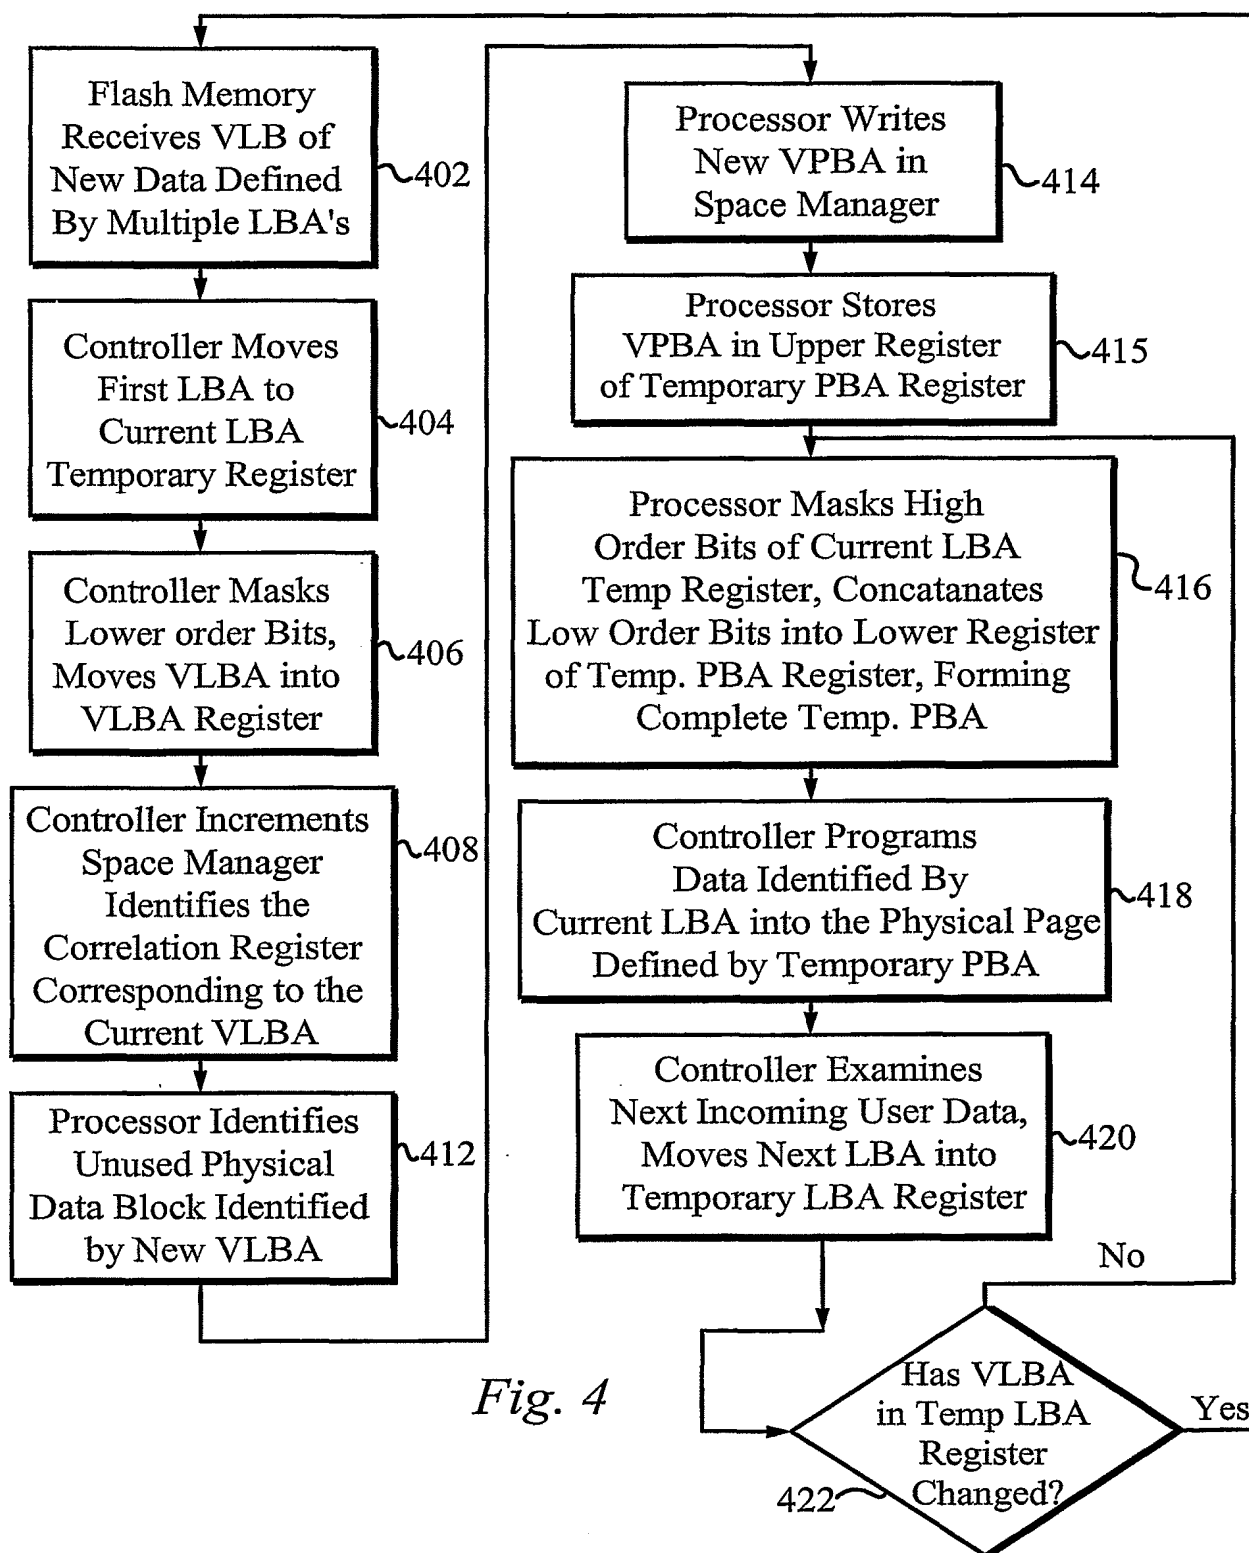 Flash Memory
Receives VLB of
New Data Defined
By Multiple LBA's
402
Controller Moves
First LBA to
Current LBA
Temporary Register
404
Controller Masks
Lower order Bits,
Moves VLBA into
VLBA Register
406
Controller Increments
Space Manager
Identifies the
Correlation Register
Corresponding to the
Current VLBA
408
Processor Identifies
Unused Physical
Data Block Identified
by New VLBA
412
Processor Writes
New VPBA in
Space Manager
414
Processor Stores
VPBA in Upper Register
of Temporary PBA Register
415
Processor Masks High
Order Bits of Current LBA
Temp Register, Concatanates
Low Order Bits into Lower Register
of Temp. PBA Register, Forming
Complete Temp. PBA
416
Controller Programs
Data Identified By
Current LBA into the Physical Page
Defined by Temporary PBA
418
Controller Examines
Next Incoming User Data,
Moves Next LBA into
Temporary LBA Register
420
No
Has VLBA
in Temp LBA
Register
Changed?
Yes
422
Fig. 4